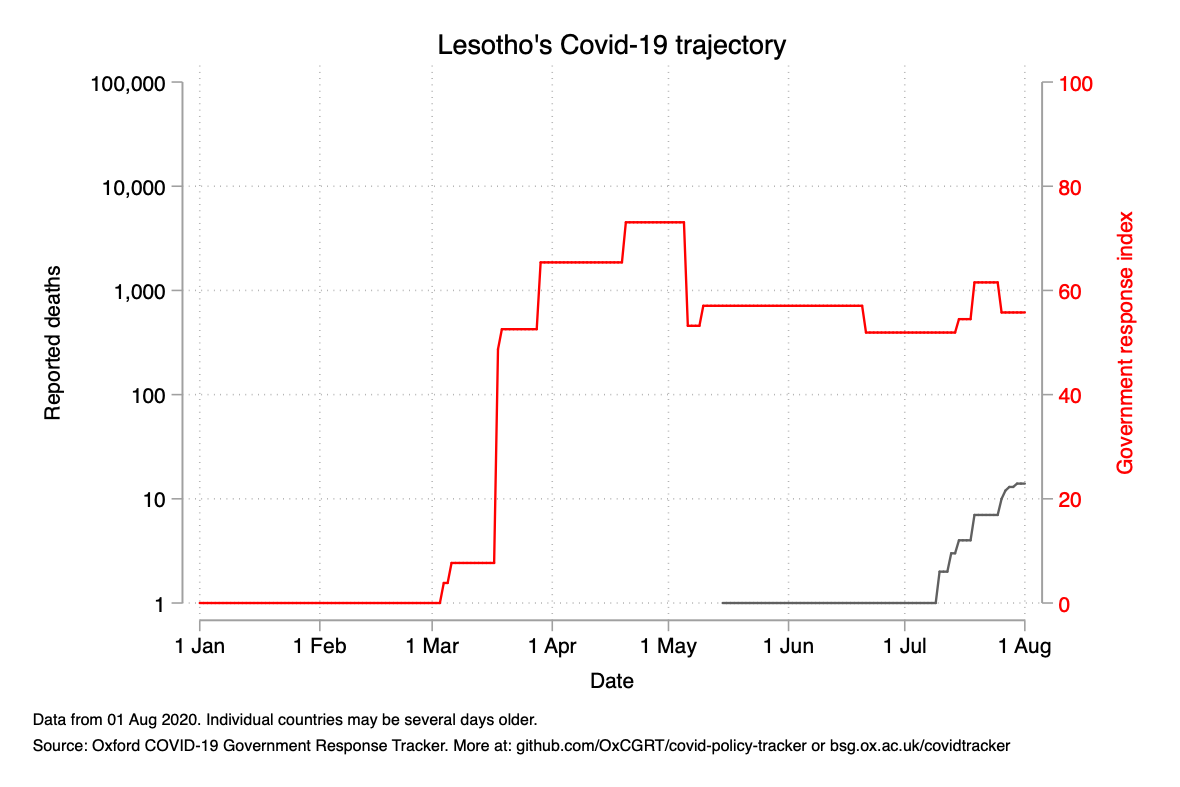 Lesotho's Covid-19 trajectory
100,000
10,000
1,000
100
10
1
Reported deaths
100
80
60
40
20
0
Government response index
1 Jan 1 Feb 1 Mar 1 Apr 1 May 1 Jun 1 Jul 1 Aug
Date
Data from 01 Aug 2020. Individual countries may be several days older.
Source: Oxford COVID-19 Government Response Tracker. More at: github.com/OxCGRT/covid-policy-tracker or bsg.ox.ac.uk/covidtracker